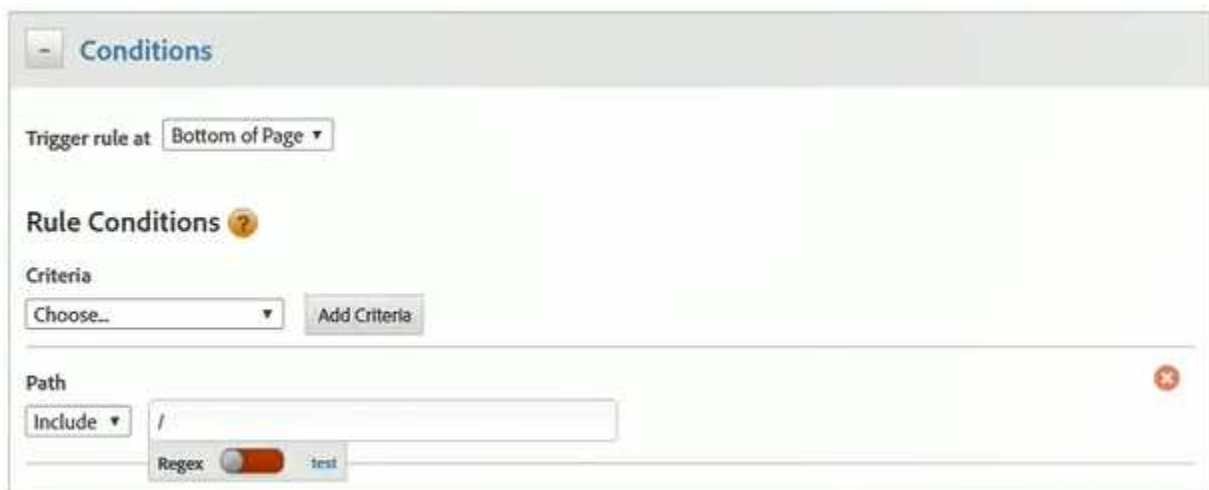 - Conditions
Trigger rule at Bottom of Page
Rule Conditions ?
Criteria
Choose... Add Criteria
Path
Include /
Regex test